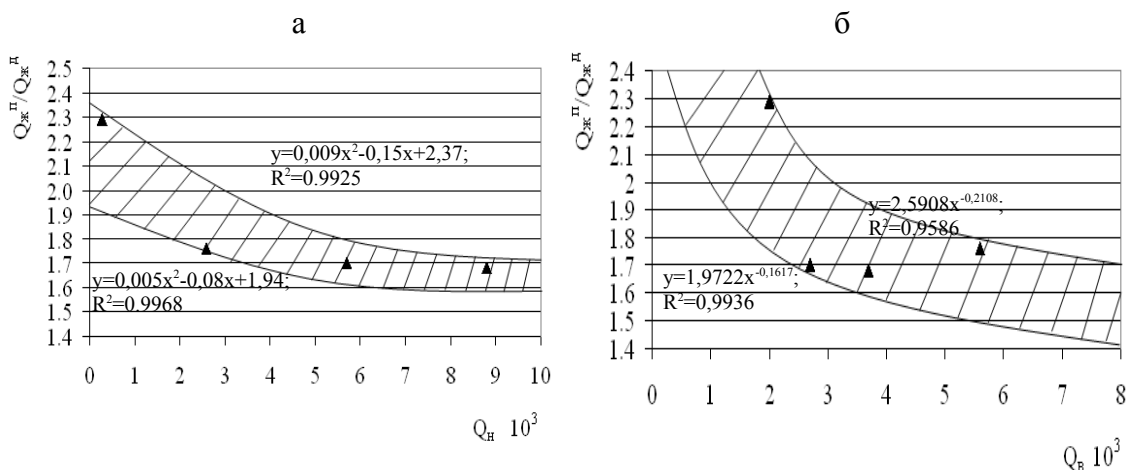 а
б
Qжᴾ/Qжᴰ
2.5
2.4
2.3
2.2
2.1
2.0
1.9
1.8
1.7
1.6
1.5
1.4
y=0,009x²-0,15x+2,37;
R²=0.9925
y=0,005x²-0,08x+1,94;
R²=0.9968
0 1 2 3 4 5 6 7 8 9 10
Qн 10³
Qжᴾ/Qжᴰ
2.4
2.3
2.2
2.1
2
1.9
1.8
1.7
1.6
1.5
1.4
y=2,5908x⁻⁰,²¹⁰⁸;
R²=0,9586
y=1,9722x⁻⁰,¹⁶¹⁷;
R²=0,9936
0 1 2 3 4 5 6 7 8
Qв 10³